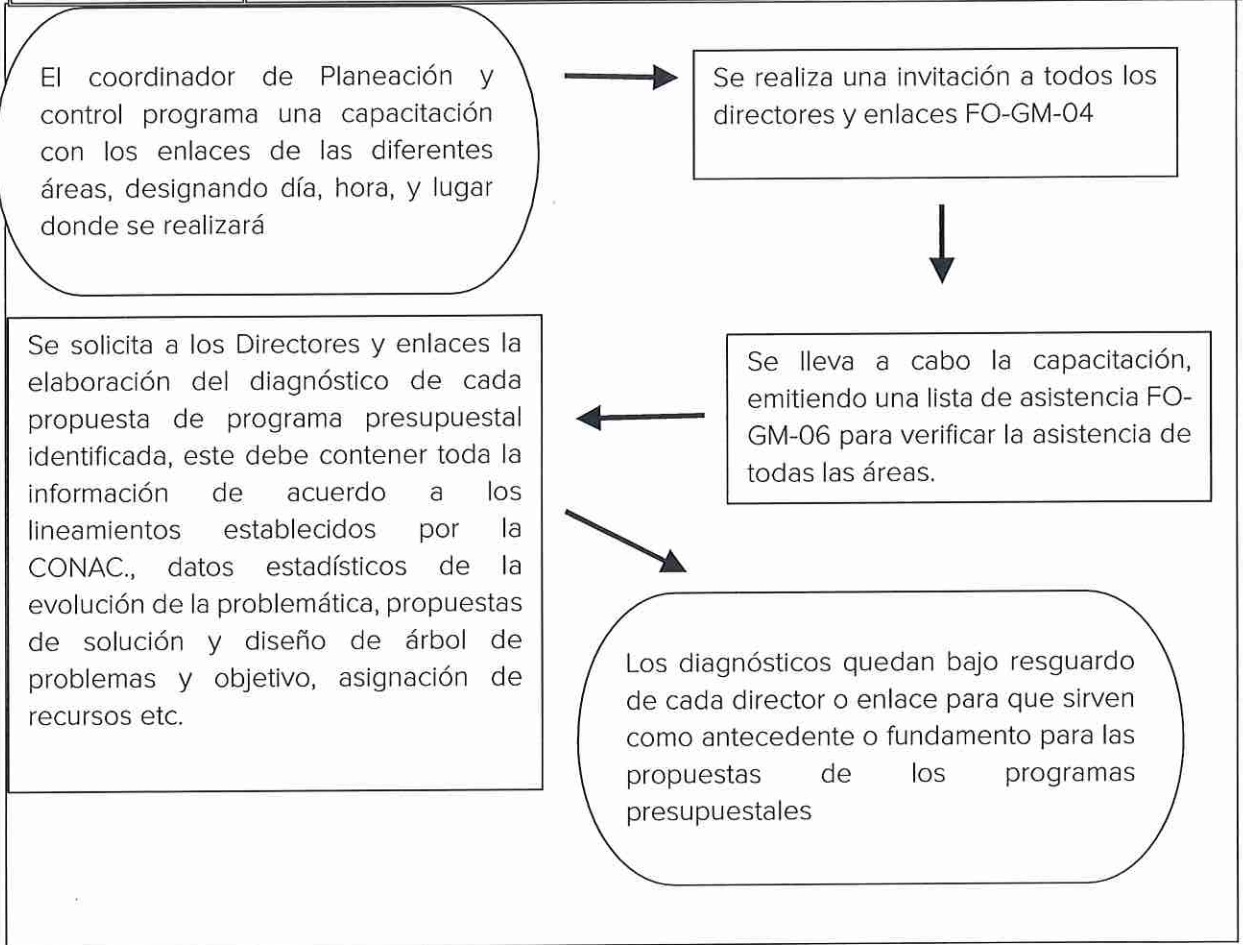 El coordinador de Planeación y
control programa una capacitación
con los enlaces de las diferentes
áreas, designando día, hora, y lugar
donde se realizará
Se realiza una invitación a todos los
directores y enlaces FO-GM-04
Se lleva a cabo la capacitación,
emitiendo una lista de asistencia FO-
GM-06 para verificar la asistencia de
todas las áreas.
Se solicita a los Directores y enlaces la
elaboración del diagnóstico de cada
propuesta de programa presupuestal
identificada, este debe contener toda la
información de acuerdo a los
lineamientos establecidos por la
CONAC., datos estadísticos de la
evolución de la problemática, propuestas
de solución y diseño de árbol de
problemas y objetivo, asignación de
recursos etc.
Los diagnósticos quedan bajo resguardo
de cada director o enlace para que sirven
como antecedente o fundamento para las
propuestas de los programas
presupuestales